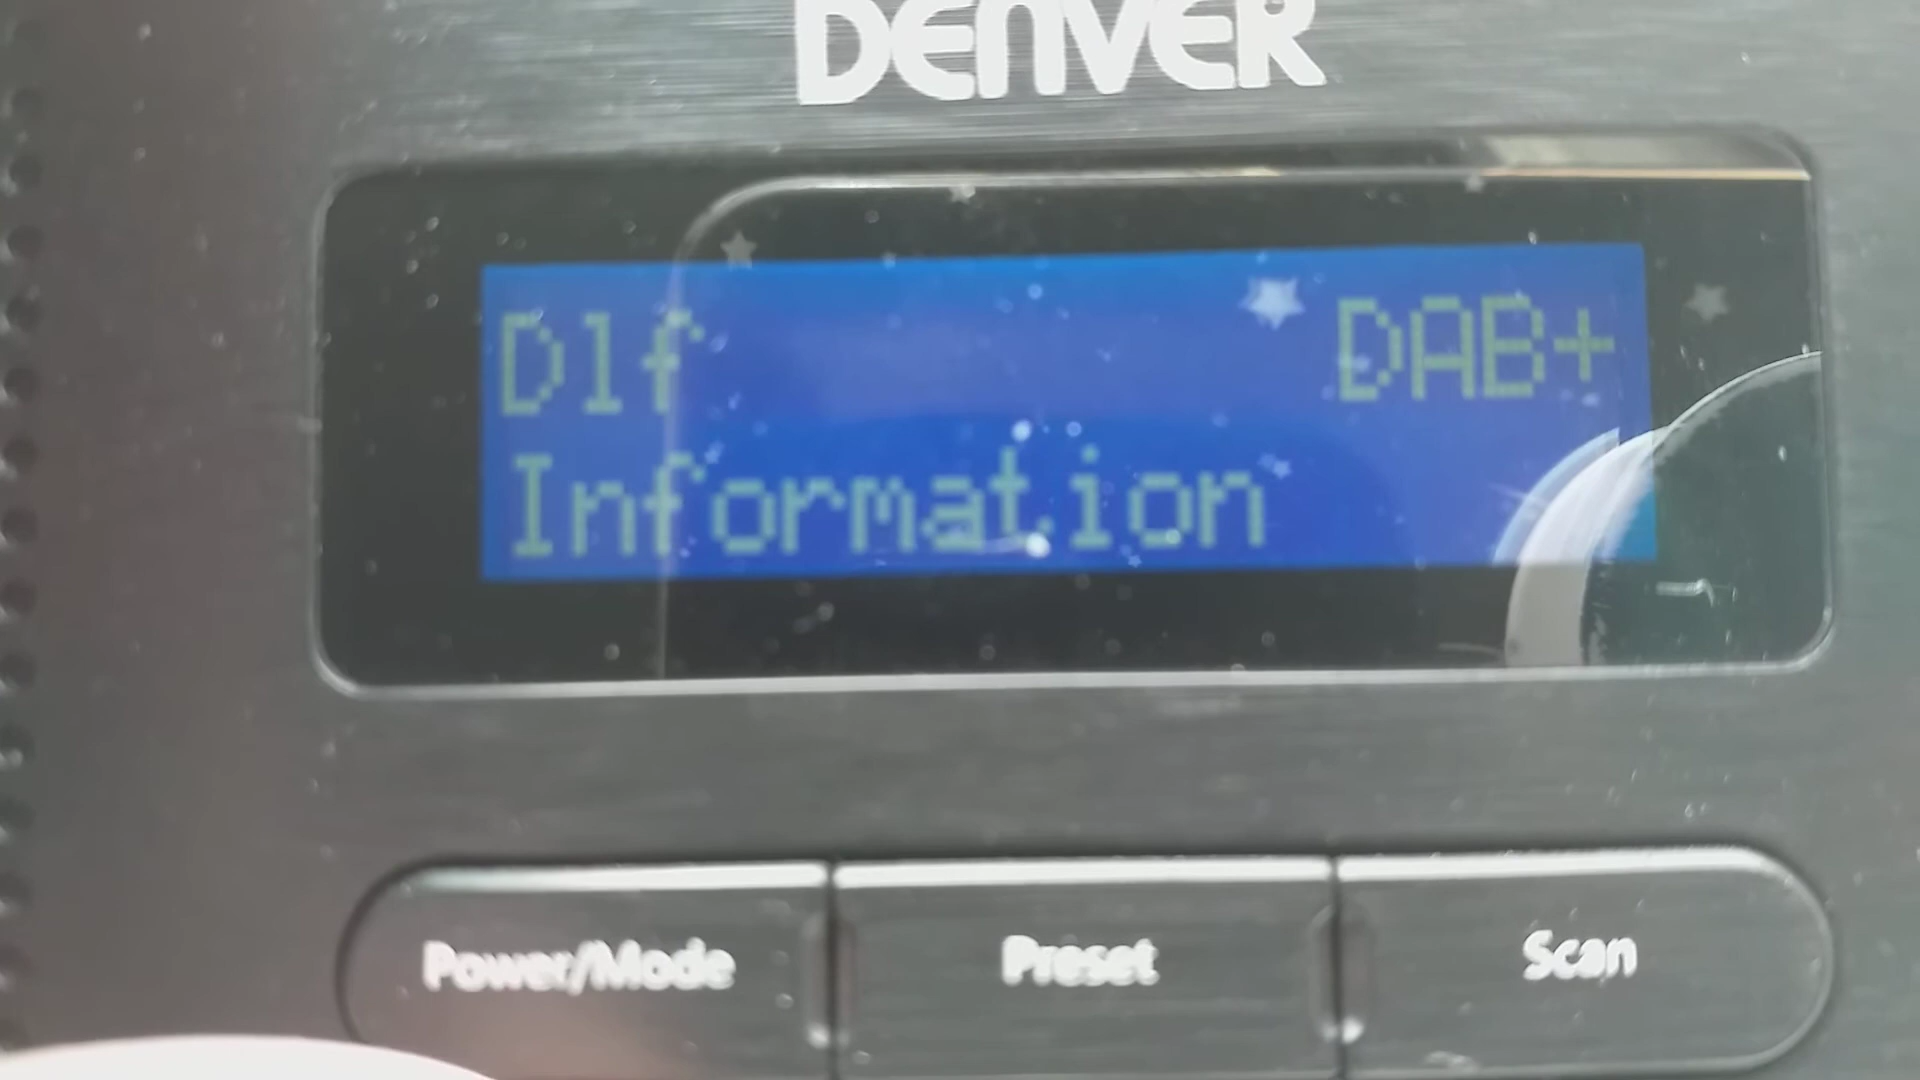 DENVER
Dlf DAB+
Information
Power/Mode Preset Scan